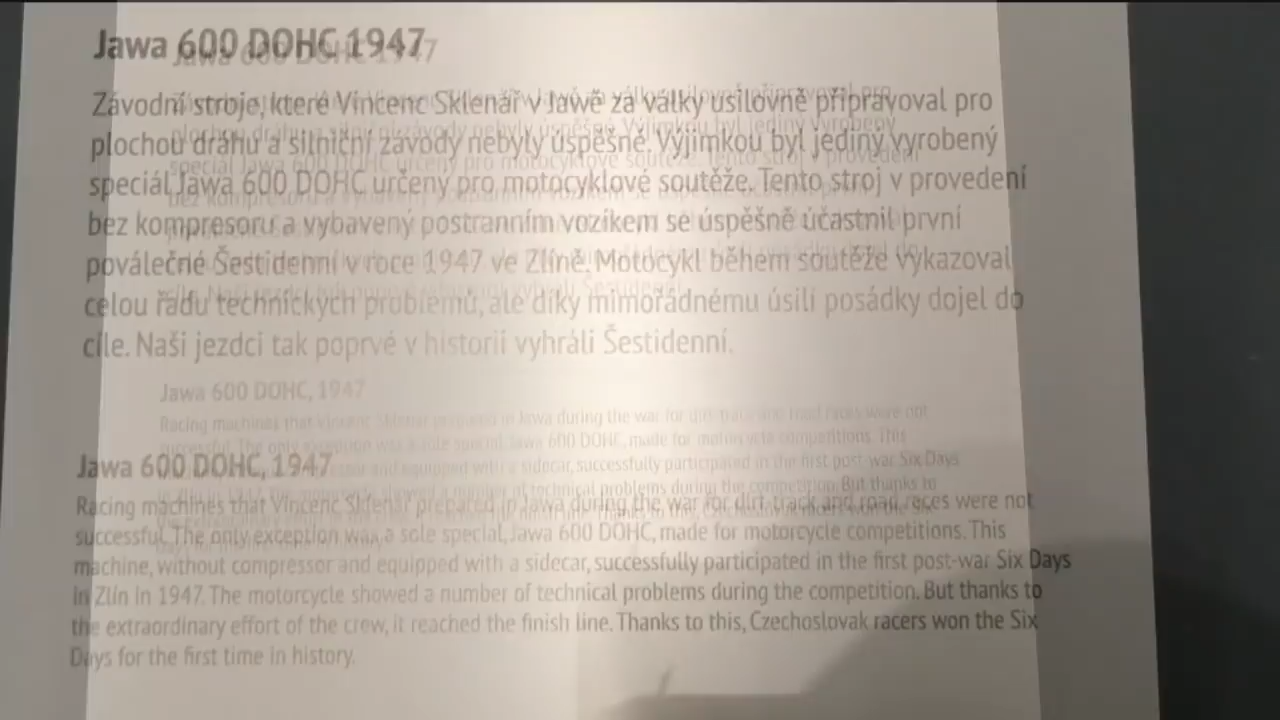 Jawa 600 DOHC 1947
Závodní stroje, které Vincenc Sklenář v Jawě za války usilovně připravoval pro
plochou dráhu a silniční závody nebyly úspěšné. Výjimkou byl jediný vyrobený
speciál Jawa 600 DOHC určený pro motocyklové soutěže. Tento stroj v provedení
bez kompresoru a vybavený postranním vozíkem se úspěšně účastnil první
poválečné Šestidenní v roce 1947 ve Zlíně. Motocykl během soutěže vykazoval
celou řadu technických problémů, ale díky mimořádnému úsilí posádky dojel do
cíle. Naši jezdci tak poprvé v historii vyhráli Šestidenní.
Jawa 600 DOHC, 1947
Racing machines that Vincenc Sklenář prepared in Jawa during the war for dirt-track and road races were not
successful. The only exception was a sole special, Jawa 600 DOHC, made for motorcycle competitions. This
machine, without compressor and equipped with a sidecar, successfully participated in the first post-war Six Days
in Zlín in 1947. The motorcycle showed a number of technical problems during the competition. But thanks to
the extraordinary effort of the crew, it reached the finish line. Thanks to this, Czechoslovak racers won the Six
Days for the first time in history.